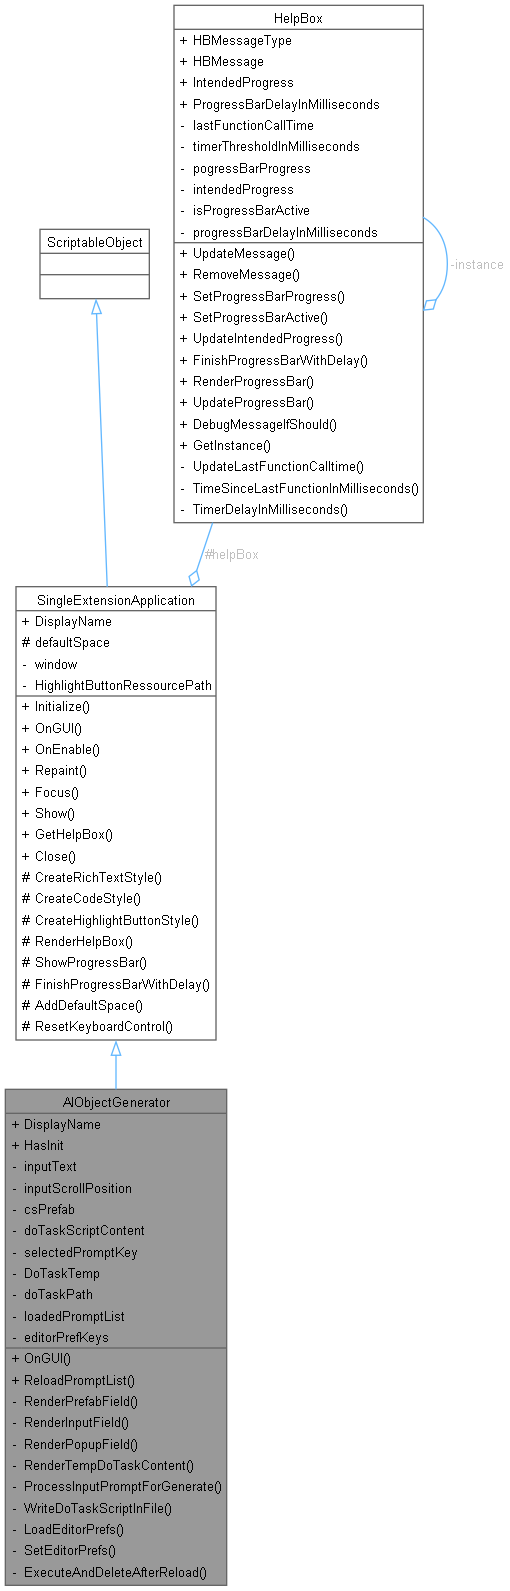 HelpBox
+ HBMessageType
+ HBMessage
+ IntendedProgress
+ ProgressBarDelayInMilliseconds
- lastFunctionCallTime
- timerThresholdInMilliseconds
- pogressBarProgress
- intendedProgress
- isProgressBarActive
- progressBarDelayInMilliseconds
+ UpdateMessage()
+ RemoveMessage()
+ SetProgressBarProgress()
+ SetProgressBarActive()
+ UpdateIntendedProgress()
+ FinishProgressBarWithDelay()
+ RenderProgressBar()
+ UpdateProgressBar()
+ DebugMessageIfShould()
+ GetInstance()
- UpdateLastFunctionCalltime()
- TimeSinceLastFunctionInMilliseconds()
- TimerDelayInMilliseconds()
-instance
ScriptableObject
#helpBox
SingleExtensionApplication
+ DisplayName
# defaultSpace
- window
- HighlightButtonRessourcePath
+ Initialize()
+ OnGUI()
+ OnEnable()
+ Repaint()
+ Focus()
+ Show()
+ GetHelpBox()
+ Close()
# CreateRichTextStyle()
# CreateCodeStyle()
# CreateHighlightButtonStyle()
# RenderHelpBox()
# ShowProgressBar()
# FinishProgressBarWithDelay()
# AddDefaultSpace()
# ResetKeyboardControl()
AIObjectGenerator
+ DisplayName
+ HasInit
- inputText
- inputScrollPosition
- csPrefab
- doTaskScriptContent
- selectedPromptKey
- DoTaskTemp
- doTaskPath
- loadedPromptList
- editorPrefKeys
+ OnGUI()
+ ReloadPromptList()
- RenderPrefabField()
- RenderInputField()
- RenderPopupField()
- RenderTempDoTaskContent()
- ProcessInputPromptForGenerate()
- WriteDoTaskScriptInFile()
- LoadEditorPrefs()
- SetEditorPrefs()
- ExecuteAndDeleteAfterReload()